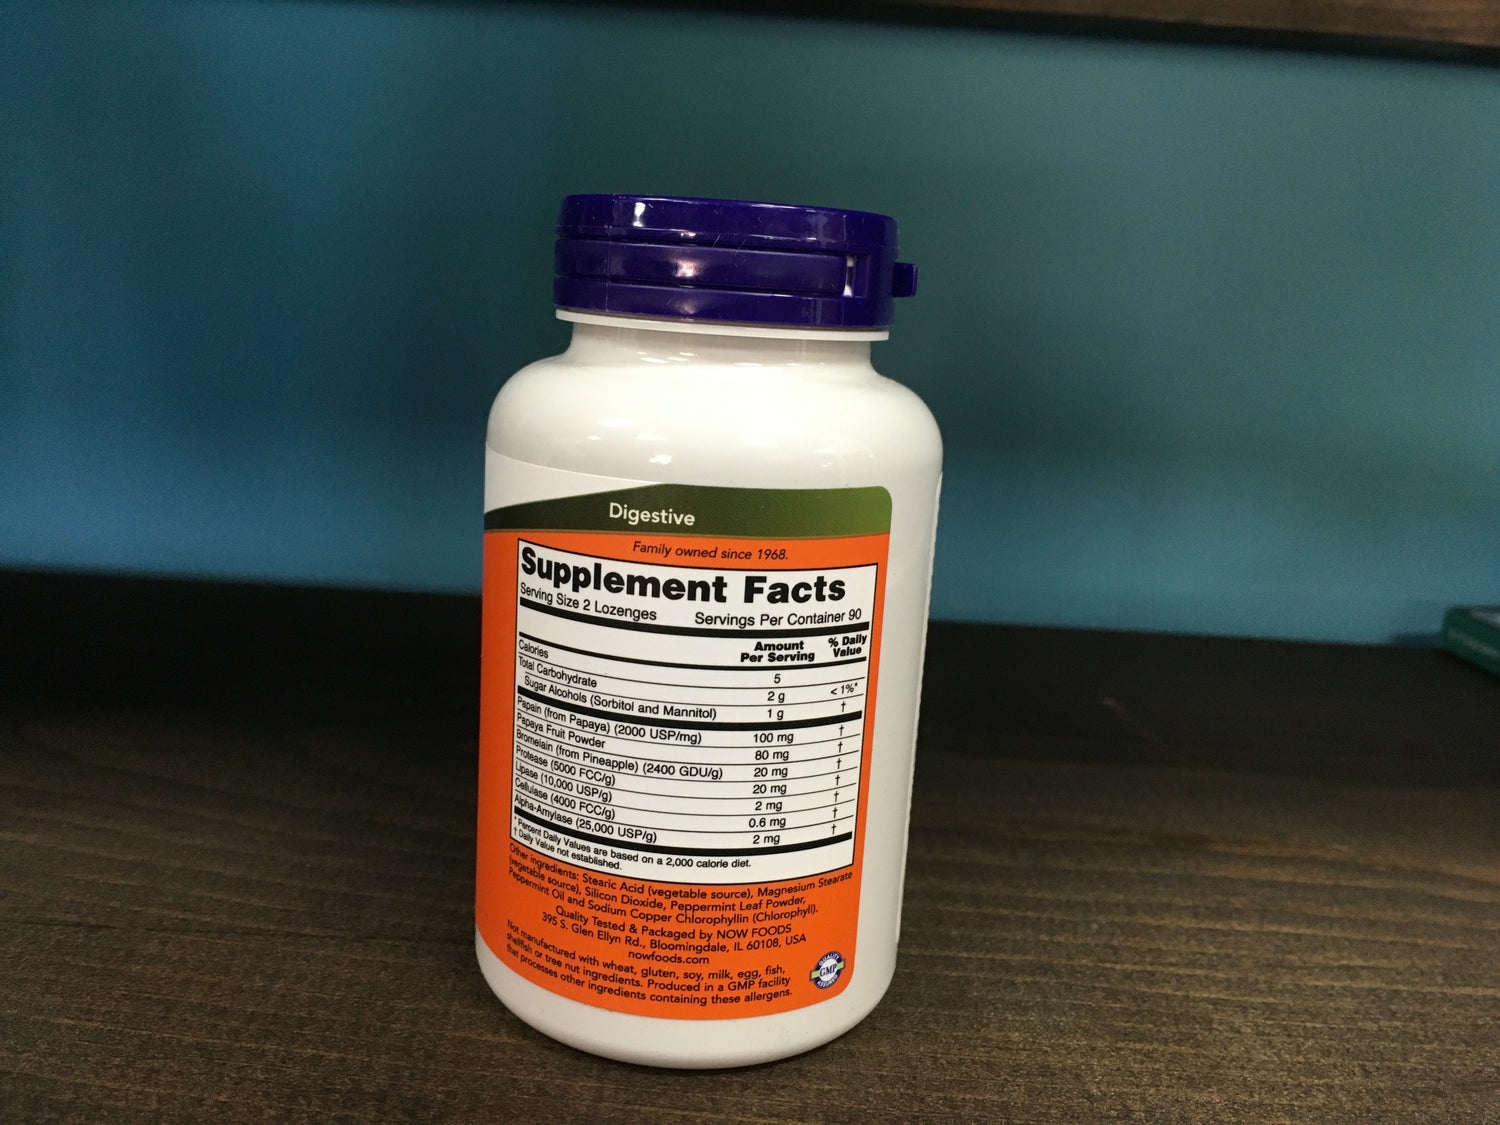 Digestive
Family owned since 1968.
Supplement Facts
Serving Size 2 Lozenges Servings Per Container 90
Amount Per Serving % Daily Value
Calories 5
Total Carbohydrate 2 g < 1%*
Sugar Alcohols (Sorbitol and Mannitol) 1 g †
Papain (from Papaya) (2000 USP/mg) 100 mg †
Papaya Fruit Powder 80 mg †
Bromelain (from Pineapple) (2400 GDU/g) 20 mg †
Protease (5000 FCC/g) 20 mg †
Lipase (10,000 USP/g) 2 mg †
Cellulase (4000 FCC/g) 0.6 mg †
Alpha-Amylase (25,000 USP/g) 2 mg †
* Percent Daily Values are based on a 2,000 calorie diet.
† Daily Value not established.
Other ingredients: Stearic Acid (vegetable source), Magnesium Stearate
(vegetable source), Silicon Dioxide, Peppermint Leaf Powder,
Peppermint Oil and Sodium Copper Chlorophyllin (Chlorophyll).
Quality Tested & Packaged by NOW FOODS
395 S. Glen Ellyn Rd., Bloomingdale, IL 60108, USA
nowfoods.com
Not manufactured with wheat, gluten, soy, milk, egg, fish,
shellfish or tree nut ingredients. Produced in a GMP facility
that processes other ingredients containing these allergens.
QUALITY
GMP
ASSURED